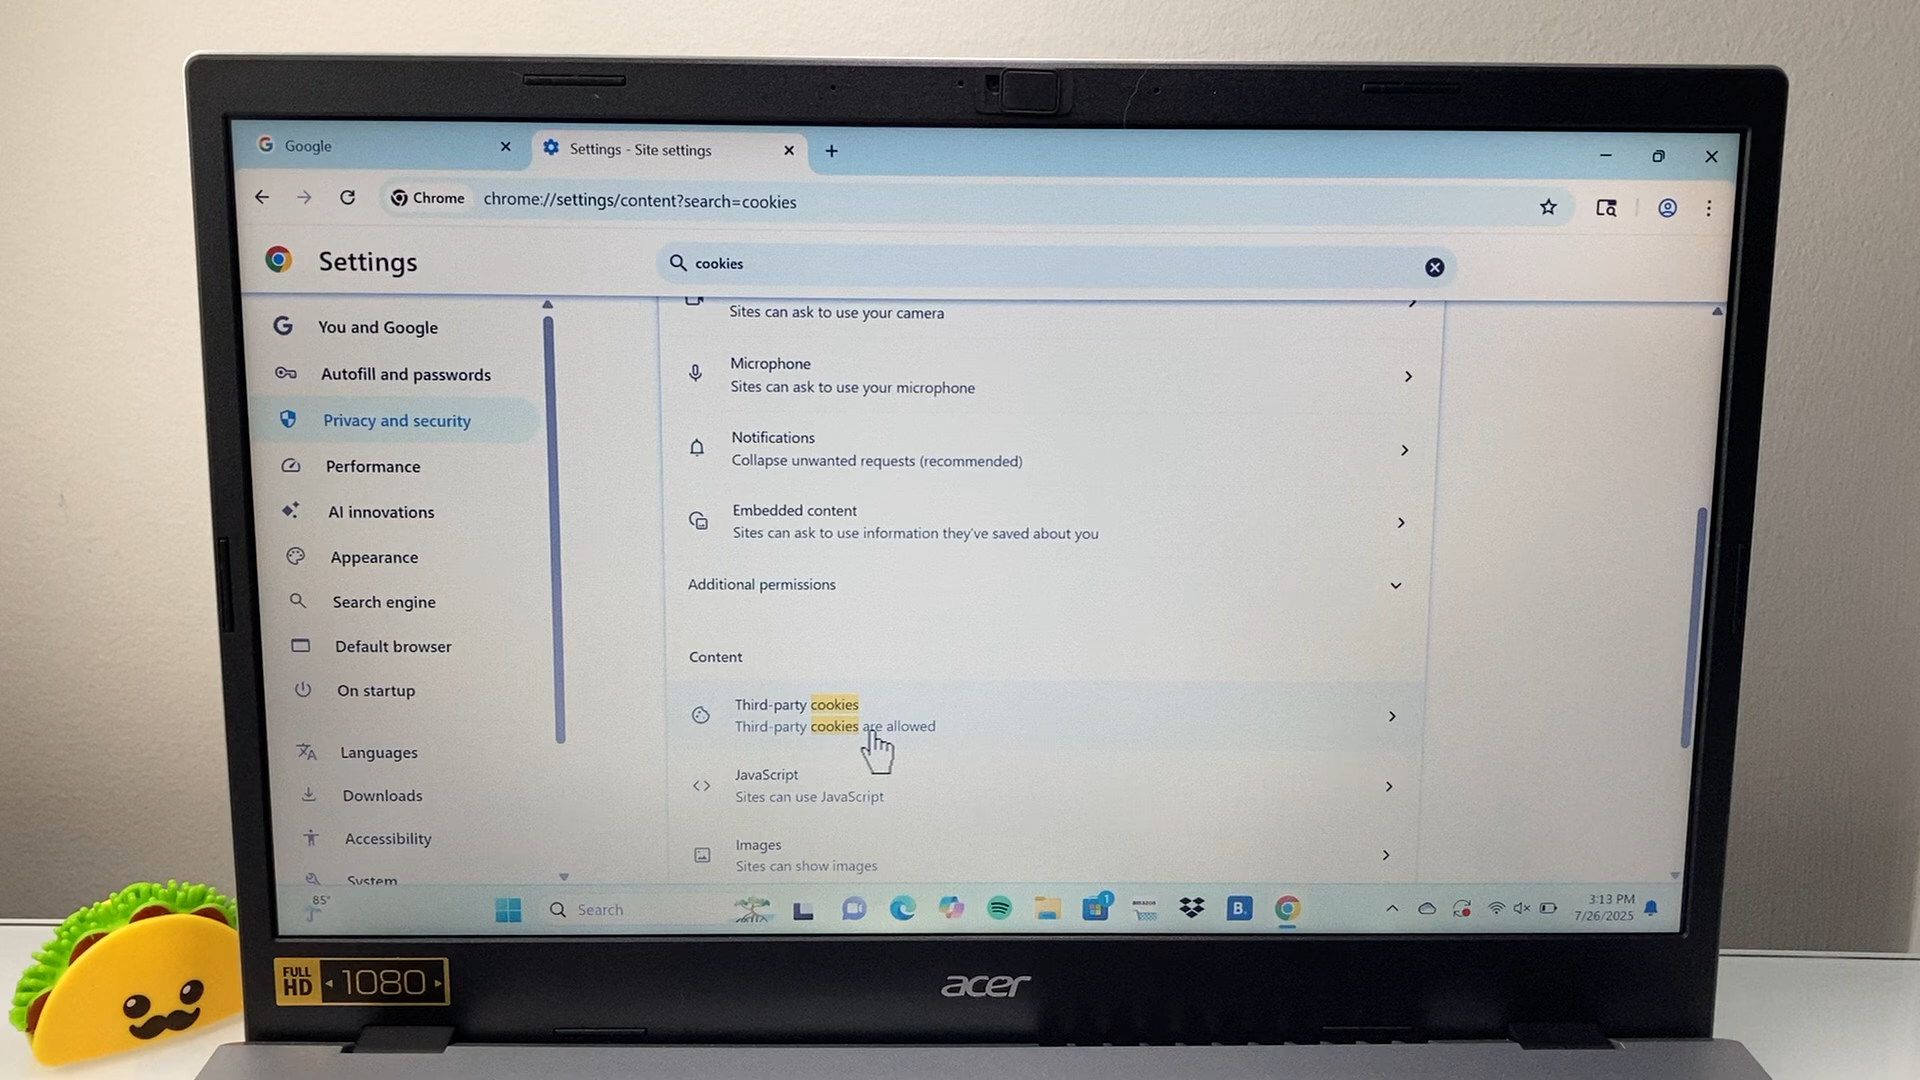 Google
Settings - Site settings
Chrome
chrome://settings/content?search=cookies
Settings
cookies
You and Google
Autofill and passwords
Privacy and security
Performance
AI innovations
Appearance
Search engine
Default browser
On startup
Languages
Downloads
Accessibility
System
Sites can ask to use your camera
Microphone
Sites can ask to use your microphone
Notifications
Collapse unwanted requests (recommended)
Embedded content
Sites can ask to use information they've saved about you
Additional permissions
Content
Third-party cookies
Third-party cookies are allowed
JavaScript
Sites can use JavaScript
Images
Sites can show images
85°
Search
amazon
1
B.
3:13 PM
7/26/2025
FULL HD 1080
acer